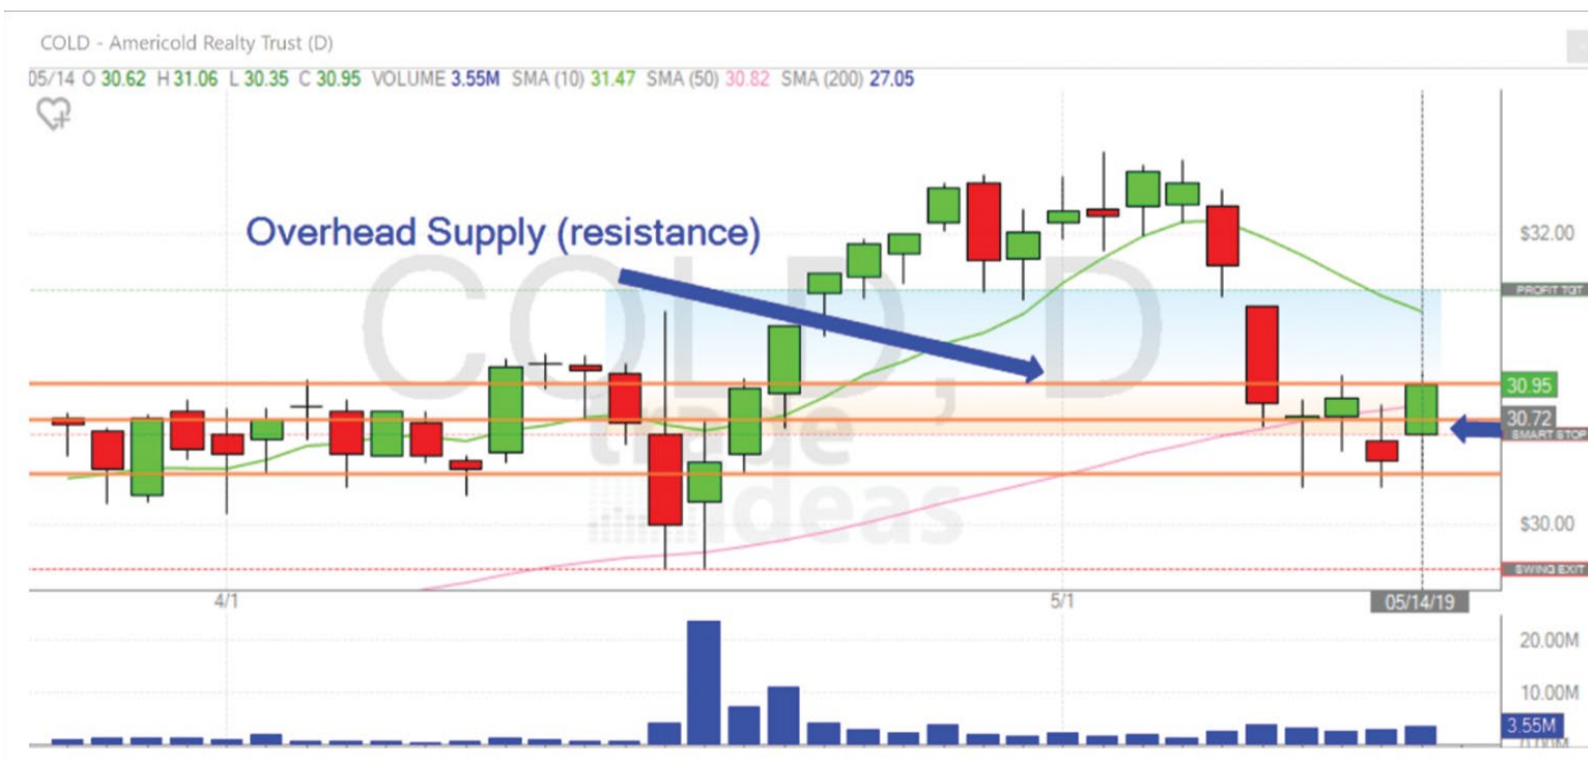 COLD - Americold Realty Trust (D)
05/14 O 30.62 H 31.06 L 30.35 C 30.95 VOLUME 3.55M SMA (10) 31.47 SMA (50) 30.82 SMA (200) 27.05
Overhead Supply (resistance)
$32.00
COLD, D
PROFIT TGT
30.95
30.72
SMART STOP
trade
ideas
$30.00
SWING EXIT
4/1
5/1
05/14/19
20.00M
10.00M
3.55M
0.00M